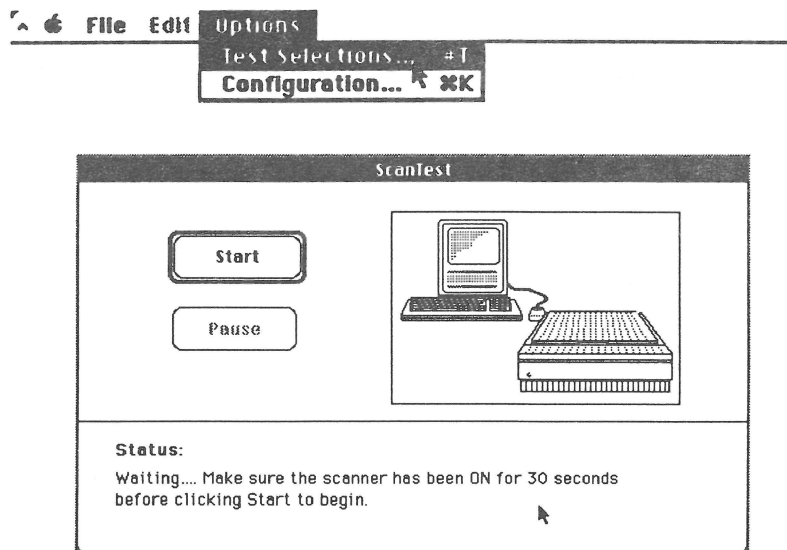 File Edit Options
Test Selections... ⌘T
Configuration... ⌘K
ScanTest
Start
Pause
Status:
Waiting.... Make sure the scanner has been ON for 30 seconds
before clicking Start to begin.